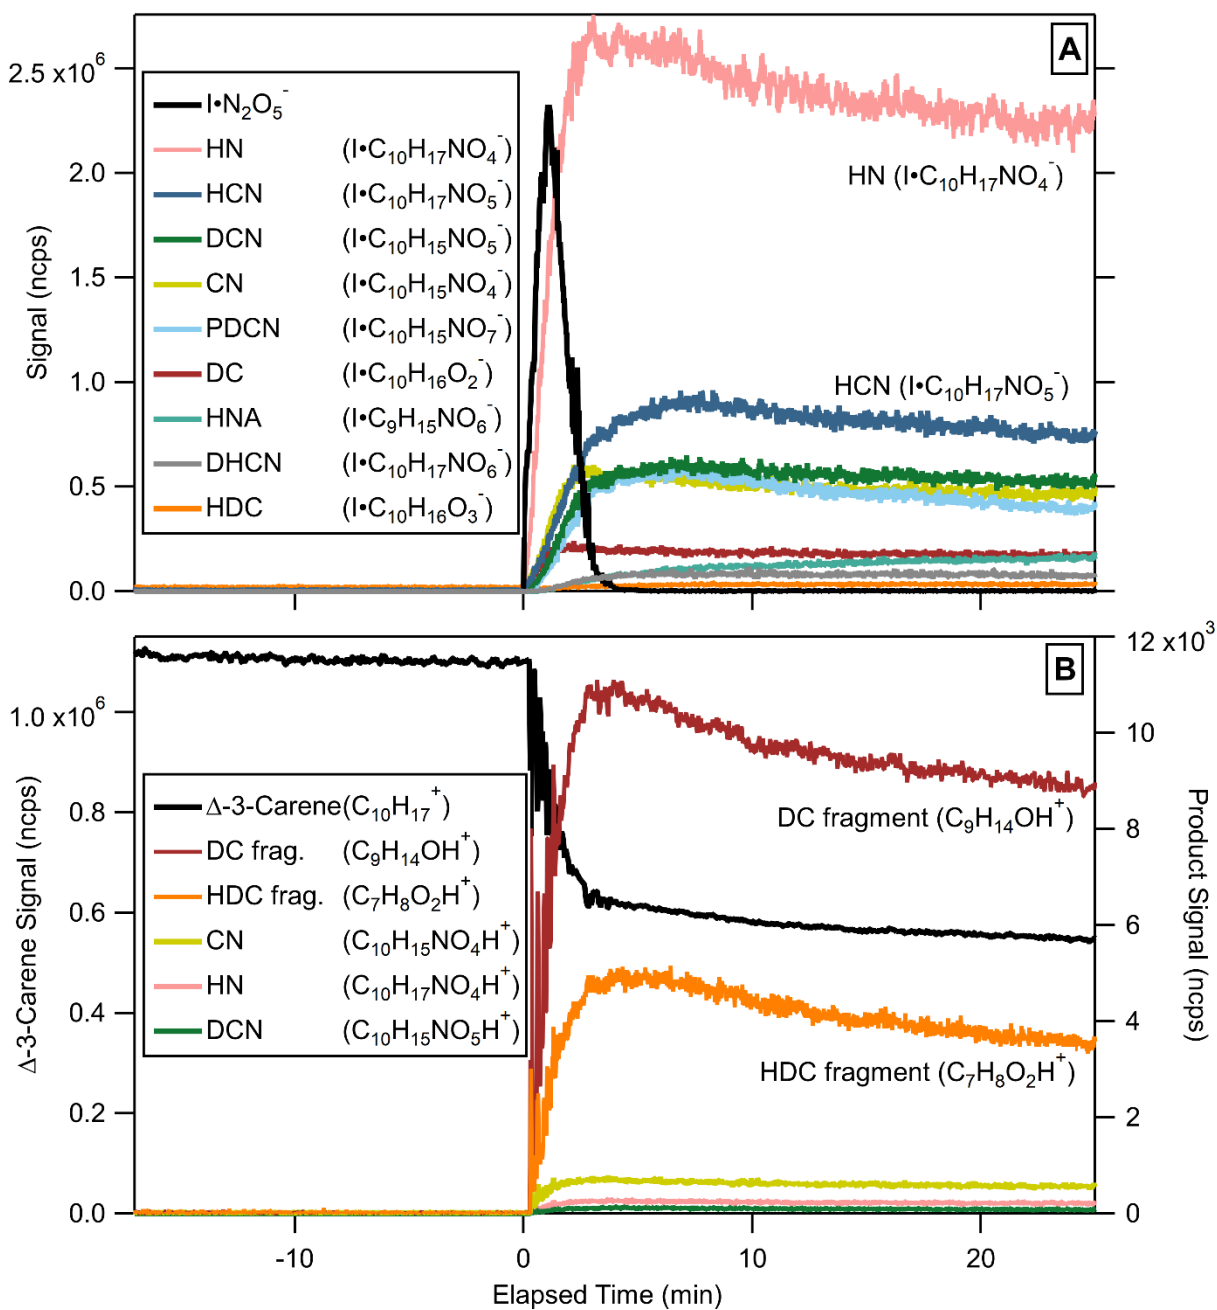 A
2.5 x10⁶
2.0
1.5
1.0
0.5
0.0
Signal (ncps)
I•N₂O₅⁻
HN (I•C₁₀H₁₇NO₄⁻)
HCN (I•C₁₀H₁₇NO₅⁻)
DCN (I•C₁₀H₁₅NO₅⁻)
CN (I•C₁₀H₁₅NO₄⁻)
PDCN (I•C₁₀H₁₅NO₇⁻)
DC (I•C₁₀H₁₆O₂⁻)
HNA (I•C₉H₁₅NO₆⁻)
DHCN (I•C₁₀H₁₇NO₆⁻)
HDC (I•C₁₀H₁₆O₃⁻)
HN (I•C₁₀H₁₇NO₄⁻)
HCN (I•C₁₀H₁₇NO₅⁻)
-10
0
10
20
B
1.0 x10⁶
0.8
0.6
0.4
0.2
0.0
Δ-3-Carene Signal (ncps)
Δ-3-Carene (C₁₀H₁₇⁺)
DC frag. (C₉H₁₄OH⁺)
HDC frag. (C₇H₈O₂H⁺)
CN (C₁₀H₁₅NO₄H⁺)
HN (C₁₀H₁₇NO₄H⁺)
DCN (C₁₀H₁₅NO₅H⁺)
DC fragment (C₉H₁₄OH⁺)
HDC fragment (C₇H₈O₂H⁺)
12 x10³
10
8
6
4
2
0
Product Signal (ncps)
-10
0
10
20
Elapsed Time (min)